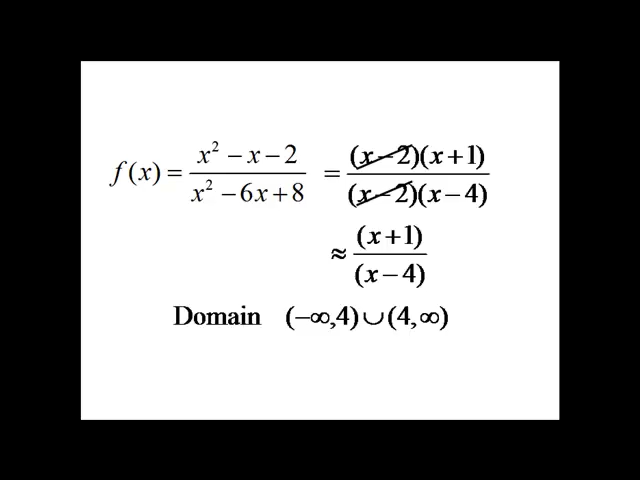 f(x) = (x² − x − 2)/(x² − 6x + 8) = ((x − 2)(x + 1))/((x − 2)(x − 4))
≈ (x + 1)/(x − 4)
Domain (−∞,4)∪(4,∞)